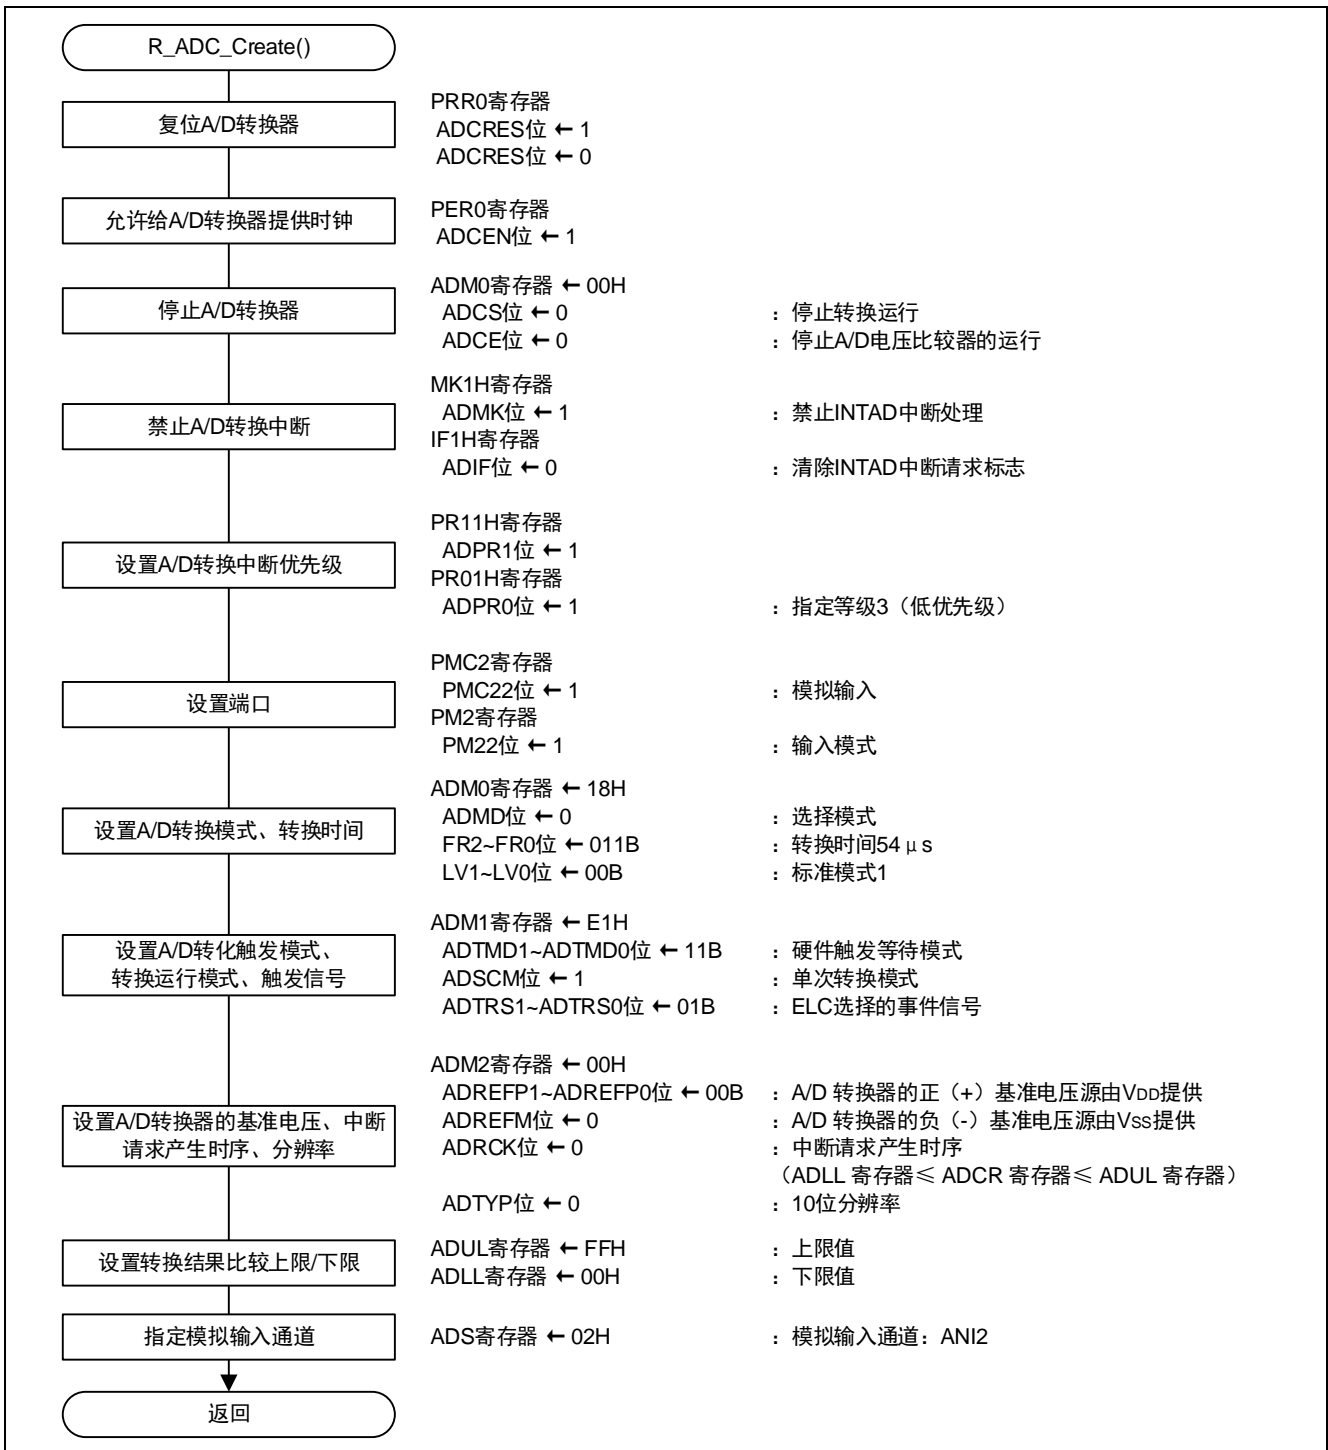 R_ADC_Create()
复位A/D转换器
PRR0寄存器
ADCRES位 ← 1
ADCRES位 ← 0
允许给A/D转换器提供时钟
PER0寄存器
ADCEN位 ← 1
停止A/D转换器
ADM0寄存器 ← 00H
ADCS位 ← 0 ：停止转换运行
ADCE位 ← 0 ：停止A/D电压比较器的运行
禁止A/D转换中断
MK1H寄存器
ADMK位 ← 1 ：禁止INTAD中断处理
IF1H寄存器
ADIF位 ← 0 ：清除INTAD中断请求标志
设置A/D转换中断优先级
PR11H寄存器
ADPR1位 ← 1
PR01H寄存器
ADPR0位 ← 1 ：指定等级3（低优先级）
设置端口
PMC2寄存器
PMC22位 ← 1 ：模拟输入
PM2寄存器
PM22位 ← 1 ：输入模式
设置A/D转换模式、转换时间
ADM0寄存器 ← 18H
ADMD位 ← 0 ：选择模式
FR2~FR0位 ← 011B ：转换时间54μs
LV1~LV0位 ← 00B ：标准模式1
设置A/D转化触发模式、
转换运行模式、触发信号
ADM1寄存器 ← E1H
ADTMD1~ADTMD0位 ← 11B ：硬件触发等待模式
ADSCM位 ← 1 ：单次转换模式
ADTRS1~ADTRS0位 ← 01B ：ELC选择的事件信号
设置A/D转换器的基准电压、中断
请求产生时序、分辨率
ADM2寄存器 ← 00H
ADREFP1~ADREFP0位 ← 00B ：A/D 转换器的正（+）基准电压源由VDD提供
ADREFM位 ← 0 ：A/D 转换器的负（-）基准电压源由VSS提供
ADRCK位 ← 0 ：中断请求产生时序
（ADLL 寄存器≤ ADCR 寄存器≤ ADUL 寄存器）
ADTYP位 ← 0 ：10位分辨率
设置转换结果比较上限/下限
ADUL寄存器 ← FFH ：上限值
ADLL寄存器 ← 00H ：下限值
指定模拟输入通道
ADS寄存器 ← 02H ：模拟输入通道：ANI2
返回